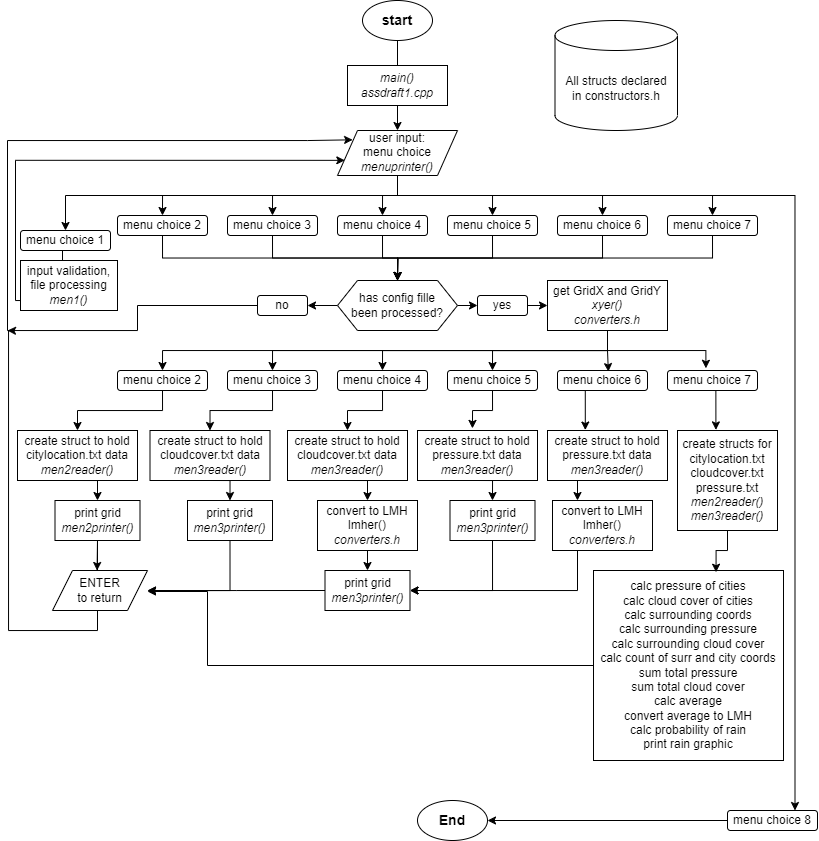 start
main()
assdraft1.cpp
All structs declared
in constructors.h
user input:
menu choice
menuprinter()
menu choice 1
menu choice 2
menu choice 3
menu choice 4
menu choice 5
menu choice 6
menu choice 7
input validation,
file processing
men1()
no
has config fille
been processed?
yes
get GridX and GridY
xyer()
converters.h
menu choice 2
menu choice 3
menu choice 4
menu choice 5
menu choice 6
menu choice 7
create struct to hold
citylocation.txt data
men2reader()
create struct to hold
cloudcover.txt data
men3reader()
create struct to hold
cloudcover.txt data
men3reader()
create struct to hold
pressure.txt data
men3reader()
create struct to hold
pressure.txt data
men3reader()
create structs for
citylocation.txt
cloudcover.txt
pressure.txt
men2reader()
men3reader()
print grid
men2printer()
print grid
men3printer()
convert to LMH
lmher()
converters.h
print grid
men3printer()
convert to LMH
lmher()
converters.h
ENTER
to return
print grid
men3printer()
calc pressure of cities
calc cloud cover of cities
calc surrounding coords
calc surrounding pressure
calc surrounding cloud cover
calc count of surr and city coords
sum total pressure
sum total cloud cover
calc average
convert average to LMH
calc probability of rain
print rain graphic
End
menu choice 8